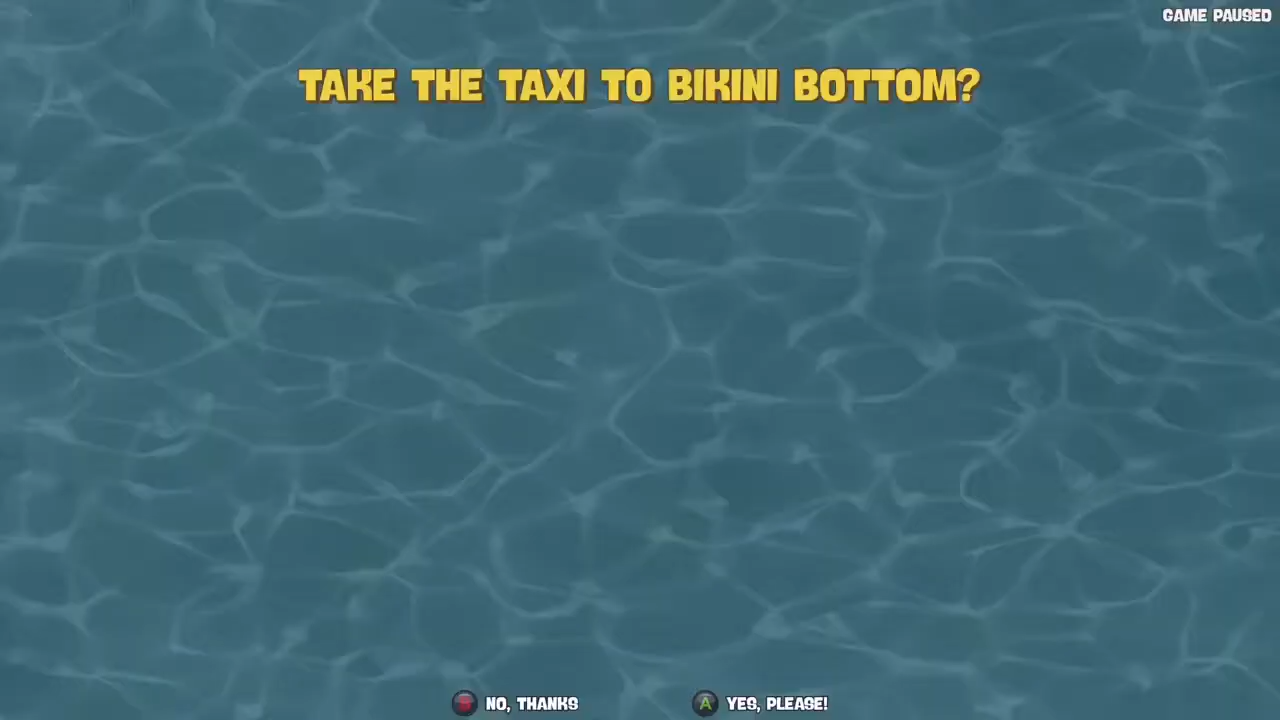 GAME PAUSED
TAKE THE TAXI TO BIKINI BOTTOM?
NO, THANKS
A YES, PLEASE!